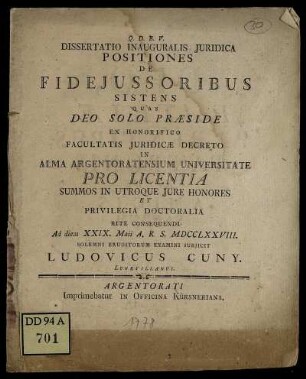 Q. D. B. V.
DISSERTATIO INAUGURALIS JURIDICA
POSITIONES
DE
FIDEJUSSORIBUS
SISTENS
QUAS
DEO SOLO PRÆSIDE
EX HONORIFICO
FACULTATIS JURIDICÆ DECRETO
IN
ALMA ARGENTORATENSIUM UNIVERSITATE
PRO LICENTIA
SUMMOS IN UTROQUE JURE HONORES
ET
PRIVILEGIA DOCTORALIA
RITE CONSEQUENDI
Ad diem XXIX. Maii A. R. S. MDCCLXXVIII.
SOLEMNI ERUDITORUM EXAMINI SUBJICIT
LUDOVICUS CUNY.
ARGENTORATI
Imprimebatur IN OFFICINA KÜRSNERIANA.
DD 94 A
701
1778